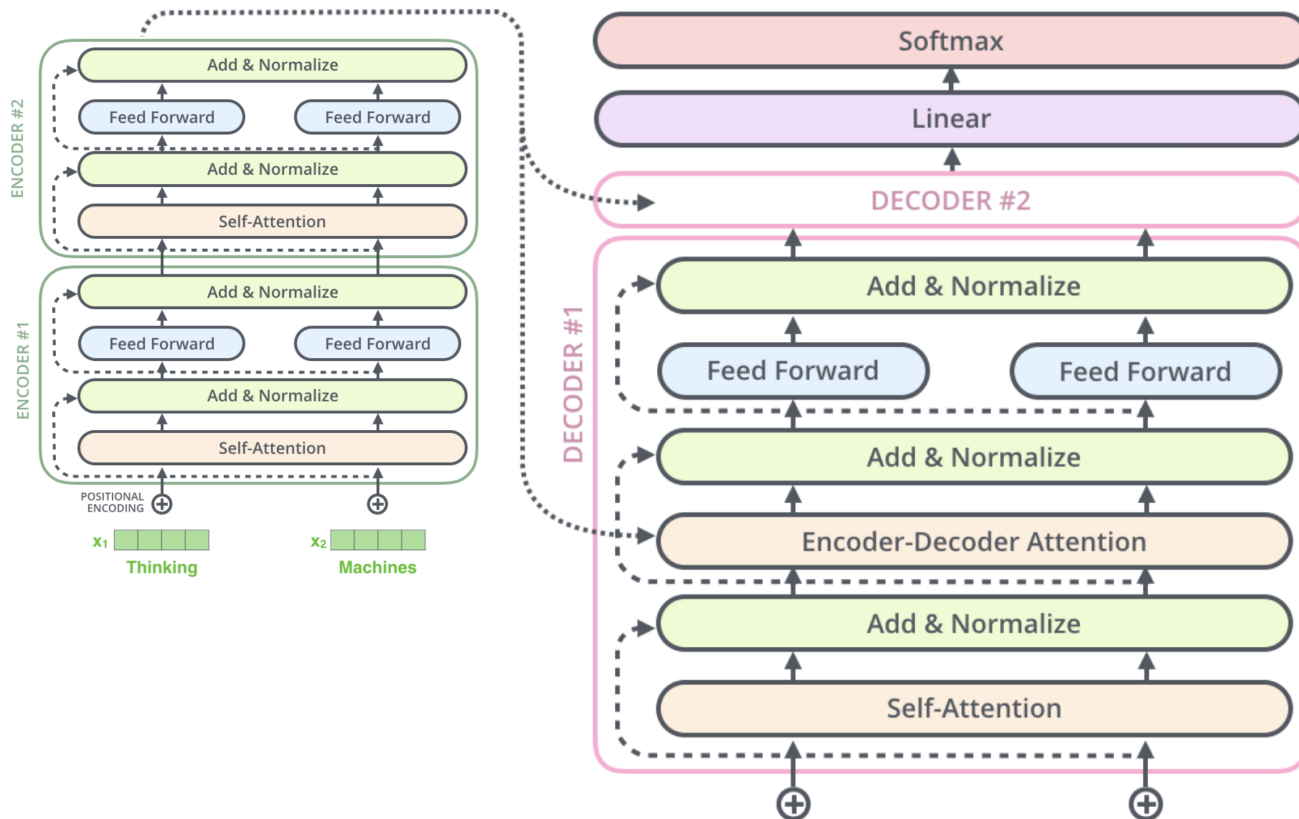 ENCODER #2
Add & Normalize
Feed Forward
Feed Forward
Add & Normalize
Self-Attention
ENCODER #1
Add & Normalize
Feed Forward
Feed Forward
Add & Normalize
Self-Attention
POSITIONAL
ENCODING
x₁
x₂
Thinking
Machines
Softmax
Linear
DECODER #2
DECODER #1
Add & Normalize
Feed Forward
Feed Forward
Add & Normalize
Encoder-Decoder Attention
Add & Normalize
Self-Attention